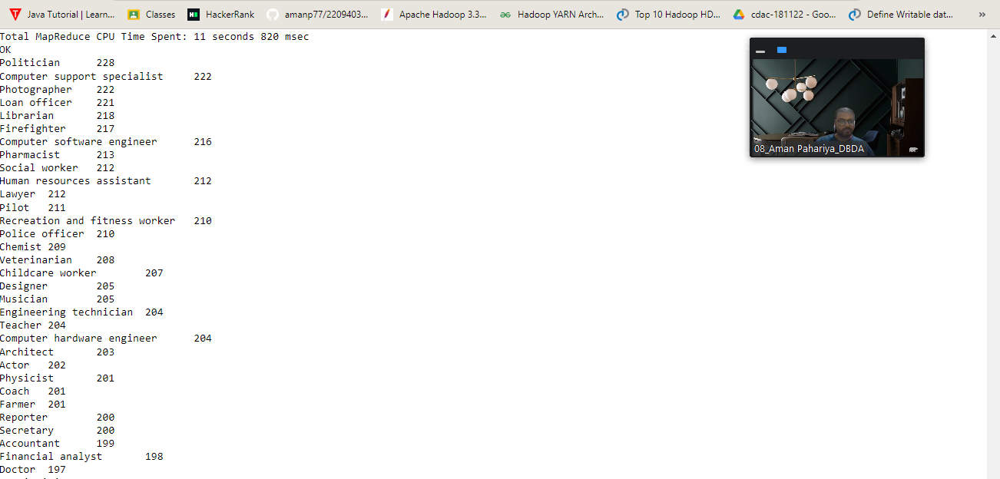 Java Tutorial | Learn...
Classes
HackerRank
amanp77/2209403...
Apache Hadoop 3.3...
Hadoop YARN Arch...
Top 10 Hadoop HD...
cdac-181122 - Goo...
Define Writable dat...
»
Total MapReduce CPU Time Spent: 11 seconds 820 msec
OK
Politician 228
Computer support specialist 222
Photographer 222
Loan officer 221
Librarian 218
Firefighter 217
Computer software engineer 216
Pharmacist 213
Social worker 212
Human resources assistant 212
Lawyer 212
Pilot 211
Recreation and fitness worker 210
Police officer 210
Chemist 209
Veterinarian 208
Childcare worker 207
Designer 205
Musician 205
Engineering technician 204
Teacher 204
Computer hardware engineer 204
Architect 203
Actor 202
Physicist 201
Coach 201
Farmer 201
Reporter 200
Secretary 200
Accountant 199
Financial analyst 198
Doctor 197
08_Aman Pahariya_DBDA